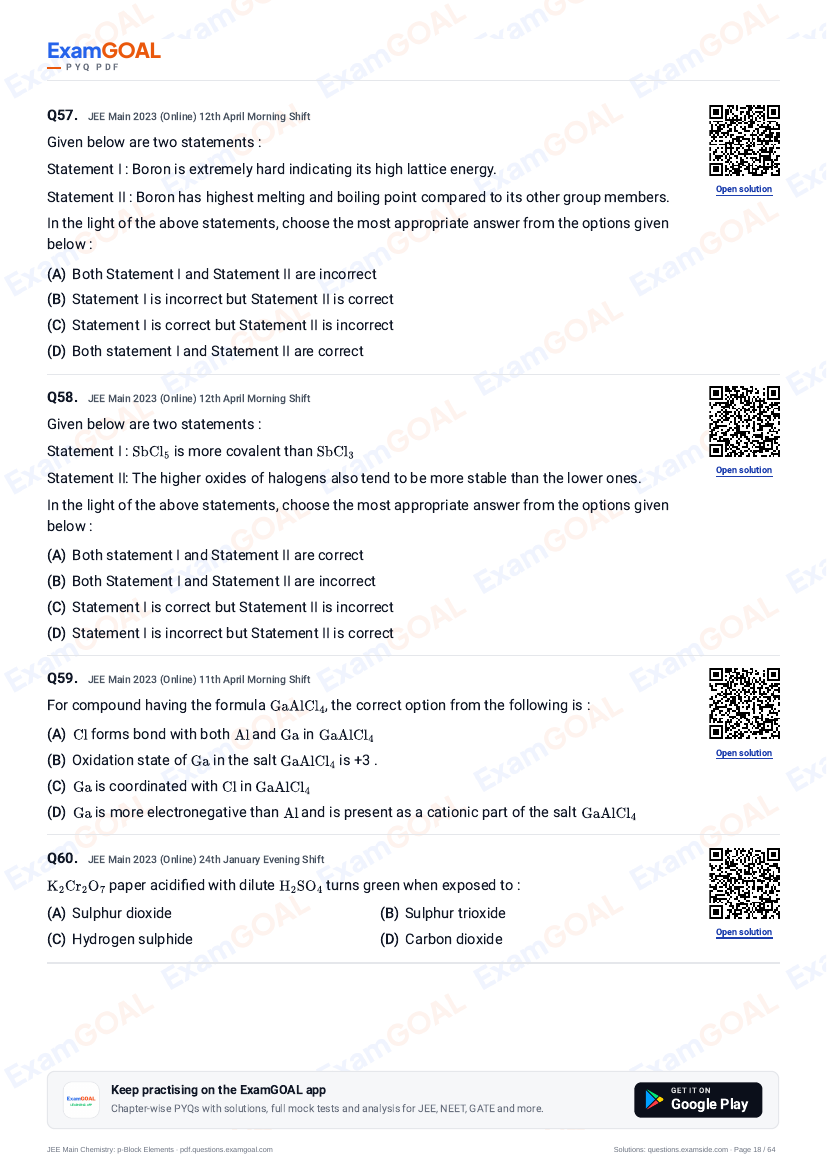 ExamGOAL
PYQ PDF
Q57. JEE Main 2023 (Online) 12th April Morning Shift
Given below are two statements :
Statement I : Boron is extremely hard indicating its high lattice energy.
Statement II : Boron has highest melting and boiling point compared to its other group members.
In the light of the above statements, choose the most appropriate answer from the options given
below :
(A) Both Statement I and Statement II are incorrect
(B) Statement I is incorrect but Statement II is correct
(C) Statement I is correct but Statement II is incorrect
(D) Both statement I and Statement II are correct
Open solution
Q58. JEE Main 2023 (Online) 12th April Morning Shift
Given below are two statements :
Statement I : SbCl₅ is more covalent than SbCl₃
Statement II: The higher oxides of halogens also tend to be more stable than the lower ones.
In the light of the above statements, choose the most appropriate answer from the options given
below :
(A) Both statement I and Statement II are correct
(B) Both Statement I and Statement II are incorrect
(C) Statement I is correct but Statement II is incorrect
(D) Statement I is incorrect but Statement II is correct
Open solution
Q59. JEE Main 2023 (Online) 11th April Morning Shift
For compound having the formula GaAlCl₄, the correct option from the following is :
(A) Cl forms bond with both Al and Ga in GaAlCl₄
(B) Oxidation state of Ga in the salt GaAlCl₄ is +3 .
(C) Ga is coordinated with Cl in GaAlCl₄
(D) Ga is more electronegative than Al and is present as a cationic part of the salt GaAlCl₄
Open solution
Q60. JEE Main 2023 (Online) 24th January Evening Shift
K₂Cr₂O₇ paper acidified with dilute H₂SO₄ turns green when exposed to :
(A) Sulphur dioxide (B) Sulphur trioxide
(C) Hydrogen sulphide (D) Carbon dioxide
Open solution
ExamGOAL
Keep practising on the ExamGOAL app
Chapter-wise PYQs with solutions, full mock tests and analysis for JEE, NEET, GATE and more.
GET IT ON
Google Play
JEE Main Chemistry: p-Block Elements · pdf.questions.examgoal.com
Solutions: questions.examside.com · Page 18 / 64